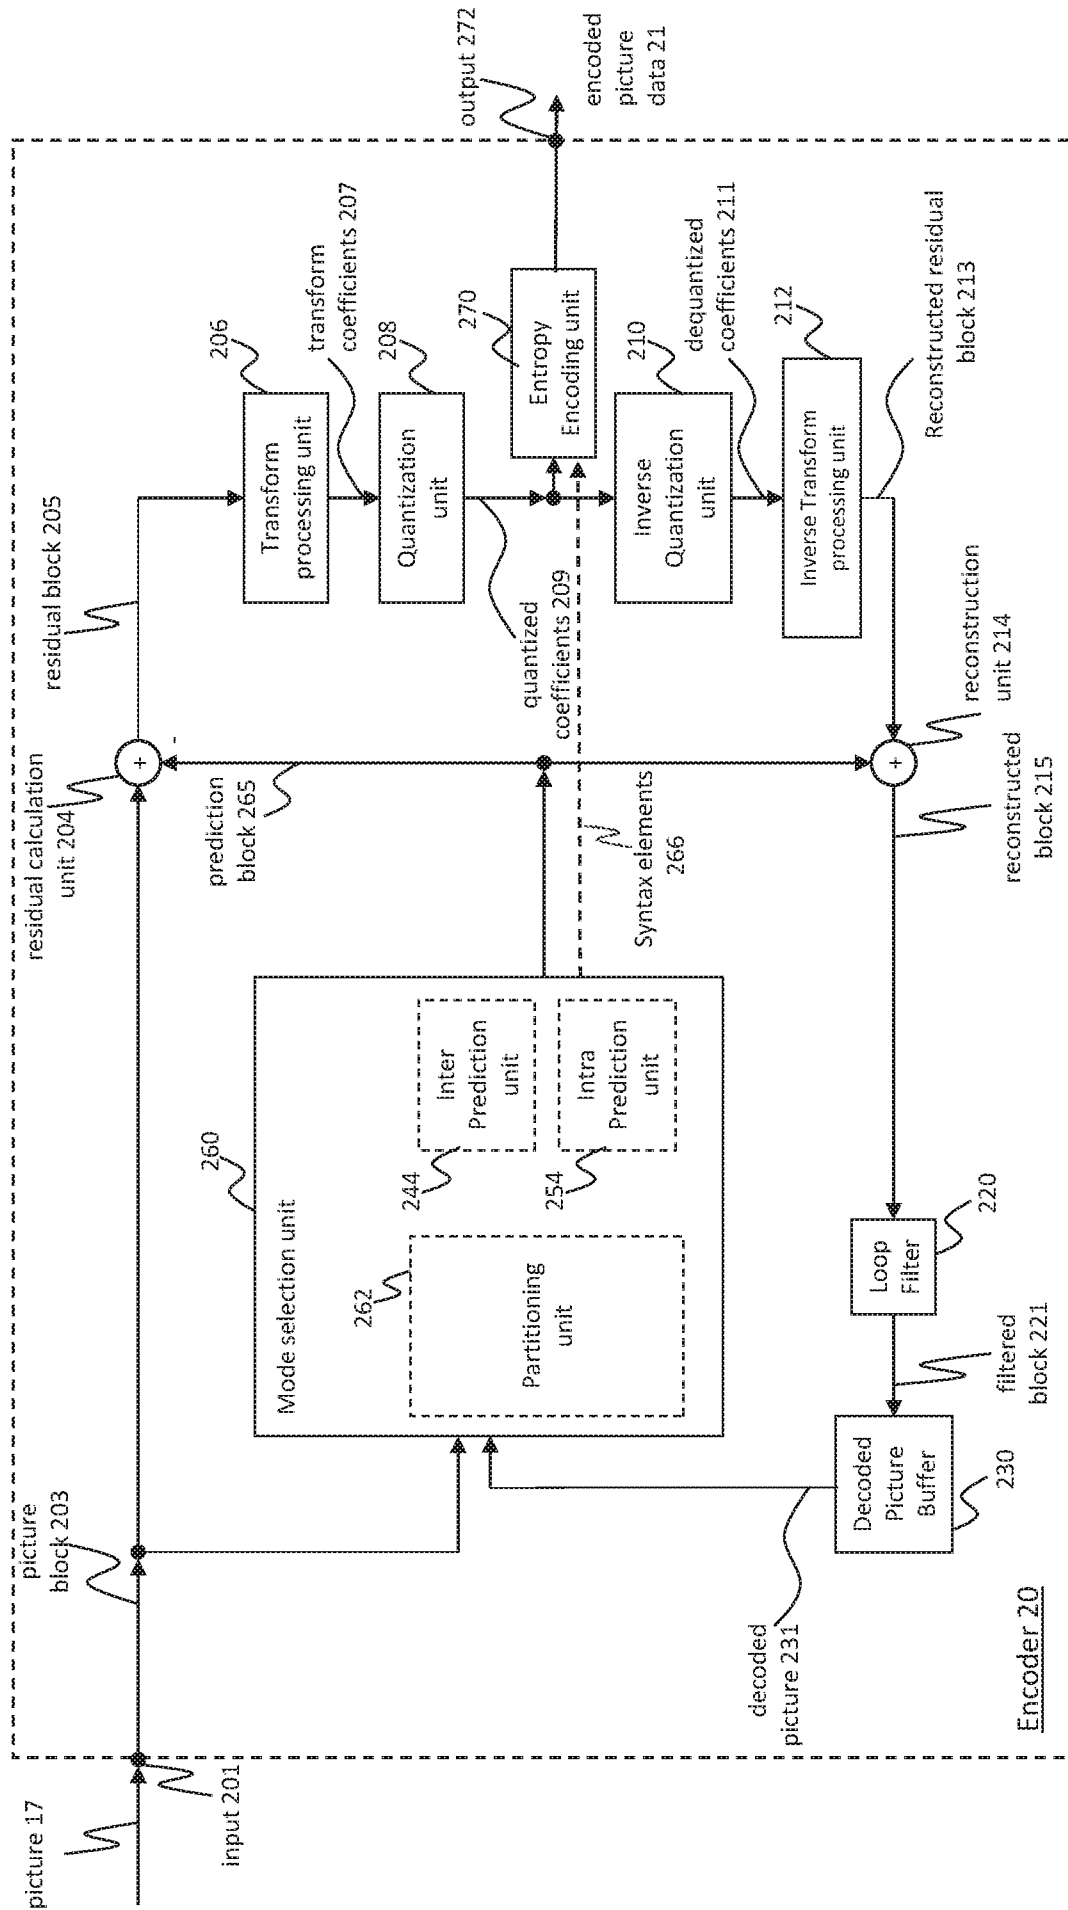 picture 17
input 201
picture
block 203
residual calculation
unit 204
residual block 205
+
-
206
Transform
processing unit
transform
coefficients 207
208
Quantization
unit
quantized
coefficients 209
270
Entropy
Encoding unit
output 272
encoded
picture
data 21
210
Inverse
Quantization
unit
dequantized
coefficients 211
212
Inverse Transform
processing unit
Reconstructed residual
block 213
reconstruction
unit 214
+
reconstructed
block 215
prediction
block 265
Syntax elements
266
260
Mode selection unit
262
Partitioning
unit
244
Inter
Prediction
unit
254
Intra
Prediction
unit
220
Loop
Filter
filtered
block 221
Decoded
Picture
Buffer
230
decoded
picture 231
Encoder 20